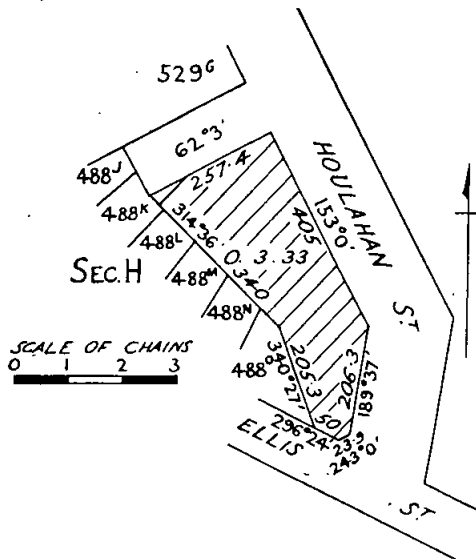 529ᴳ
62°3'
257.4
HOULAHAN
153°0'
ST
405
488ᴶ
488ᴷ
488ᴸ
488ᴹ
488ᴺ
488ᴼ
314°36'
340
0. 3. 33
SEC.H
SCALE OF CHAINS
0 1 2 3
205.3
340°27'
206.3
189°37'
50
296°24'
23.9
243°0'
ELLIS
ST